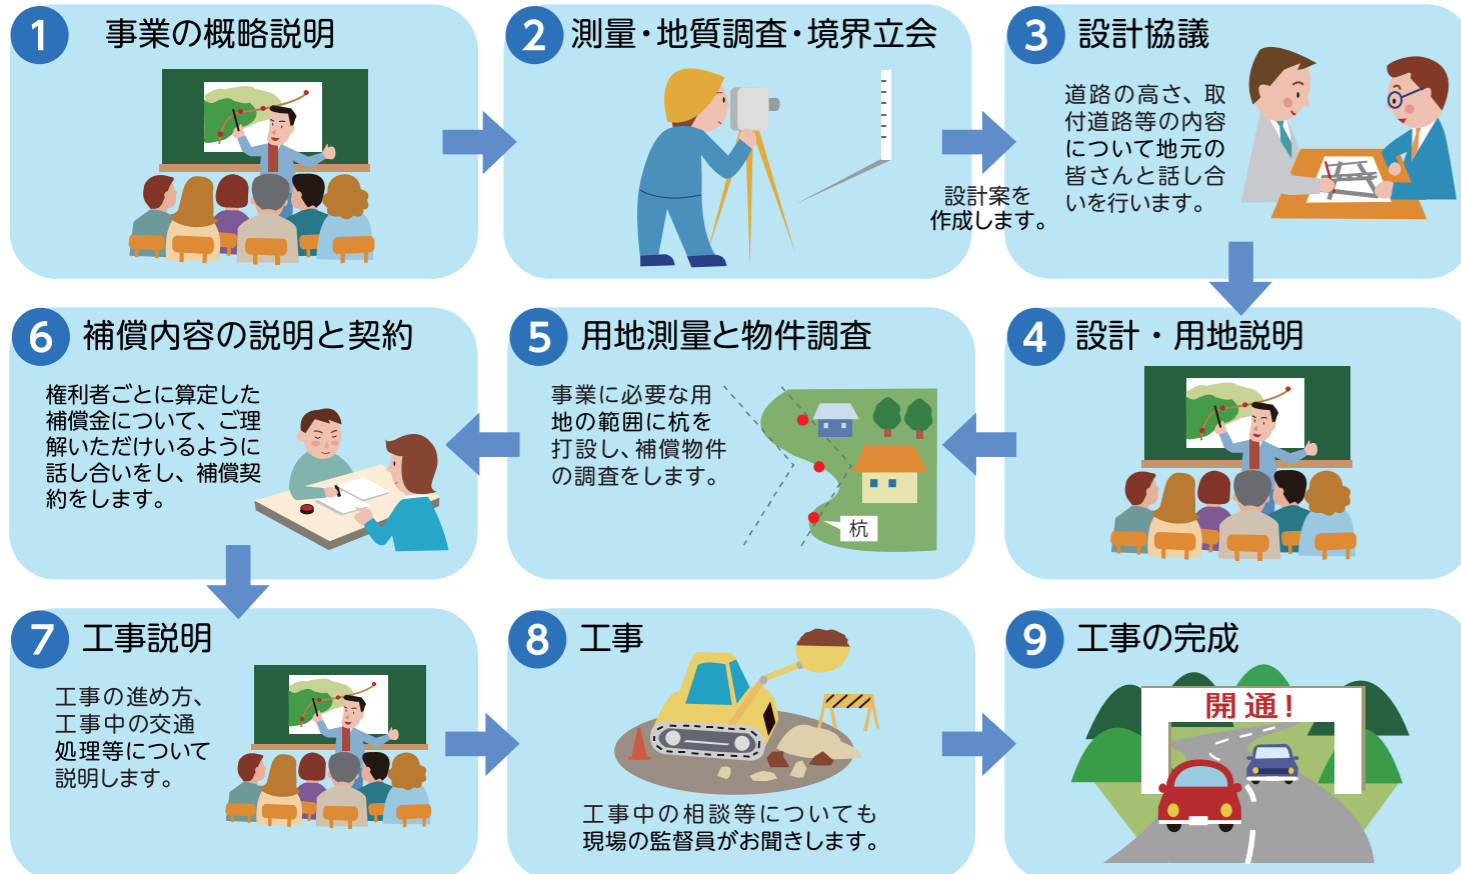 1 事業の概略説明
2 測量・地質調査・境界立会
設計案を
作成します。
3 設計協議
道路の高さ、取
付道路等の内容
について地元の
皆さんと話し合
いを行います。
4 設計・用地説明
5 用地測量と物件調査
事業に必要な用
地の範囲に杭を
打設し、補償物件
の調査をします。
杭
6 補償内容の説明と契約
権利者ごとに算定した
補償金について、ご理
解いただけいるように
話し合いをし、補償契
約をします。
7 工事説明
工事の進め方、
工事中の交通
処理等について
説明します。
8 工事
工事中の相談等についても
現場の監督員がお聞きします。
9 工事の完成
開通!